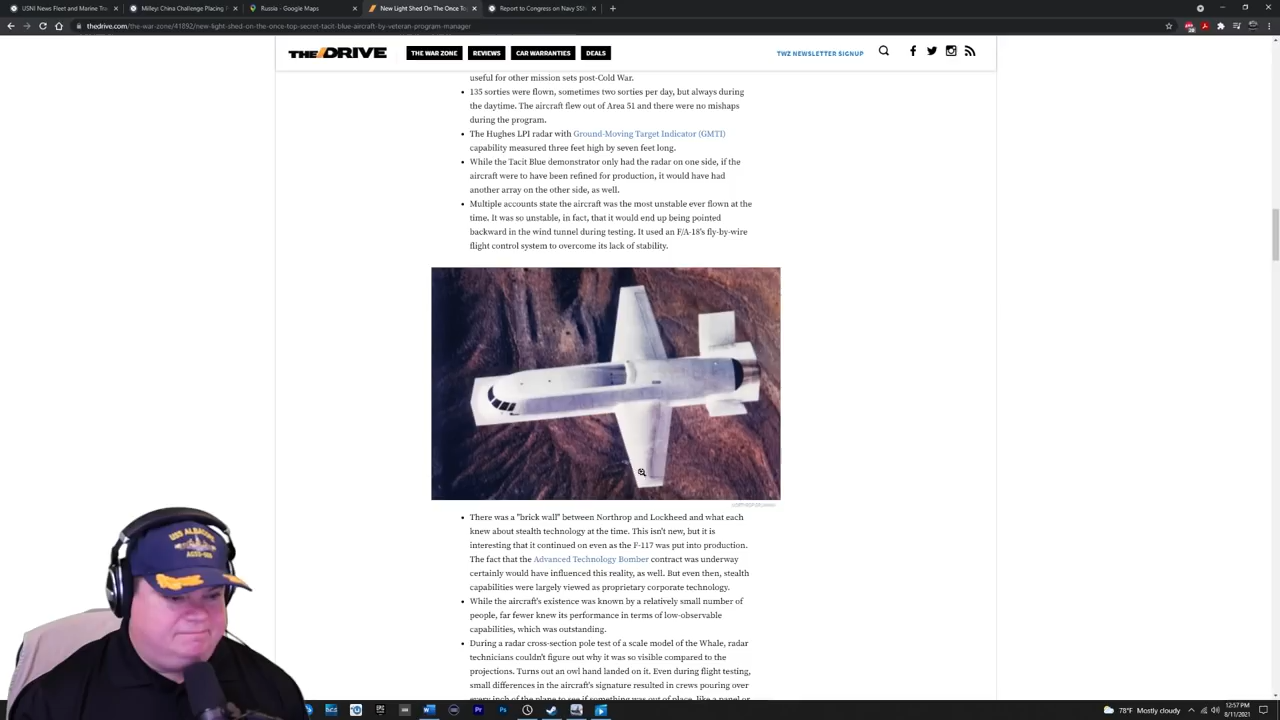 USNI News Fleet and Marine Tra
Milley: China Challenge Placing P
Russia - Google Maps
New Light Shed On The Once To
Report to Congress on Navy SSN
thedrive.com/the-war-zone/41892/new-light-shed-on-the-once-top-secret-tacit-blue-aircraft-by-veteran-program-manager
THE DRIVE
THE WAR ZONE
REVIEWS
CAR WARRANTIES
DEALS
TWZ NEWSLETTER SIGNUP
useful for other mission sets post-Cold War.
• 135 sorties were flown, sometimes two sorties per day, but always during
the daytime. The aircraft flew out of Area 51 and there were no mishaps
during the program.
• The Hughes LPI radar with Ground-Moving Target Indicator (GMTI)
capability measured three feet high by seven feet long.
• While the Tacit Blue demonstrator only had the radar on one side, if the
aircraft were to have been refined for production, it would have had
another array on the other side, as well.
• Multiple accounts state the aircraft was the most unstable ever flown at the
time. It was so unstable, in fact, that it would end up being pointed
backward in the wind tunnel during testing. It used an F/A-18's fly-by-wire
flight control system to overcome its lack of stability.
NORTHROP GRUMMAN
• There was a "brick wall" between Northrop and Lockheed and what each
knew about stealth technology at the time. This isn't new, but it is
interesting that it continued on even as the F-117 was put into production.
The fact that the Advanced Technology Bomber contract was underway
certainly would have influenced this reality, as well. But even then, stealth
capabilities were largely viewed as proprietary corporate technology.
• While the aircraft's existence was known by a relatively small number of
people, far fewer knew its performance in terms of low-observable
capabilities, which was outstanding.
• During a radar cross-section pole test of a scale model of the Whale, radar
technicians couldn't figure out why it was so visible compared to the
projections. Turns out an owl hand landed on it. Even during flight testing,
small differences in the aircraft's signature resulted in crews pouring over
every inch of the plane to see if something was out of place, like a panel or
USS ALBACORE
AGSS-569
78°F Mostly cloudy
12:57 PM
8/11/2021